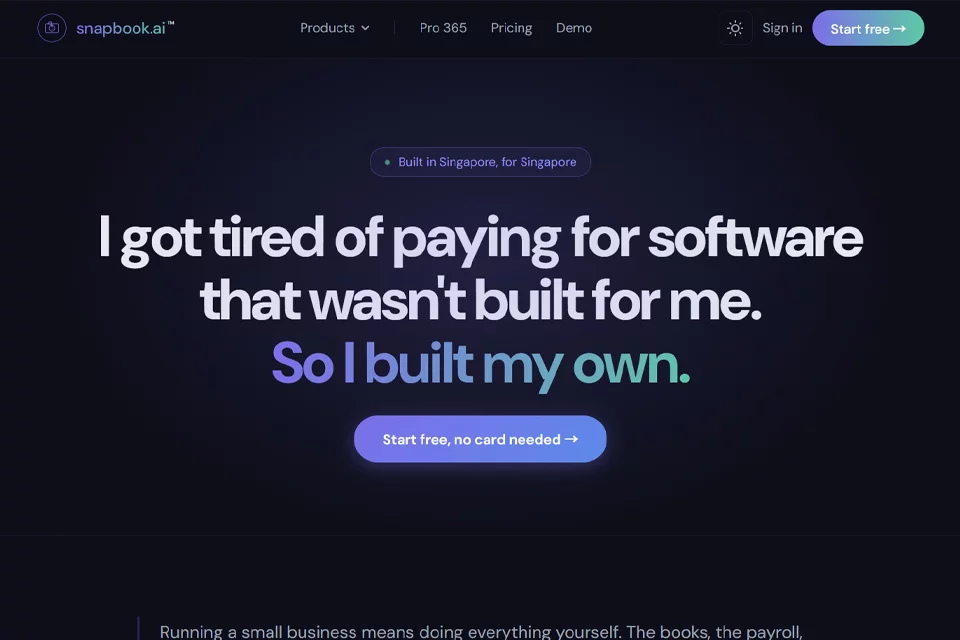 snapbook.ai™
Products
Pro 365
Pricing
Demo
Sign in
Start free →
Built in Singapore, for Singapore
I got tired of paying for software
that wasn't built for me.
So I built my own.
Start free, no card needed →
Running a small business means doing everything yourself. The books, the payroll,